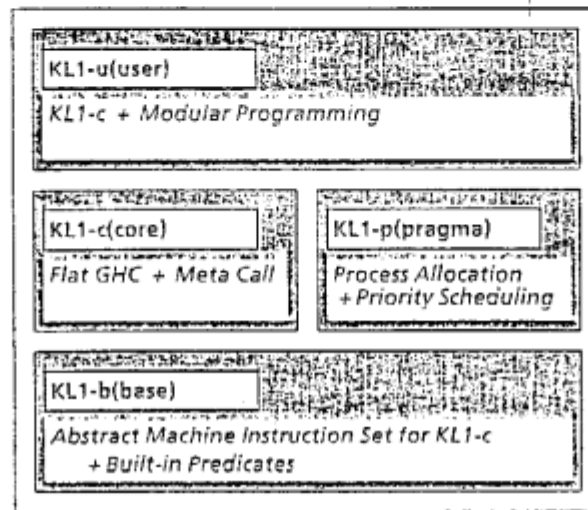 KL1-u(user)
KL1-c + Modular Programming
KL1-c(core)
Flat GHC + Meta Call
KL1-p(pragma)
Process Allocation
+ Priority Scheduling
KL1-b(base)
Abstract Machine Instruction Set for KL1-c
+ Built-in Predicates